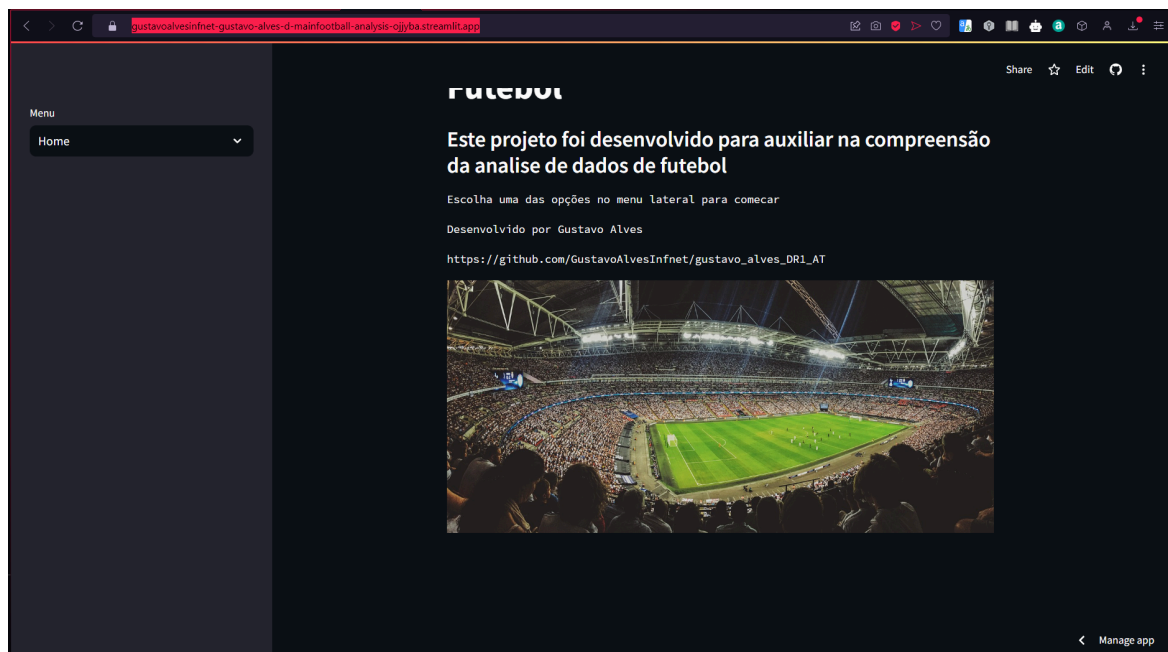 gustavoalvesinfnet-gustavo-alves-d-mainfootball-analysis-ojjyba.streamlit.app
Share
Edit
Menu
Home
Futebol
Este projeto foi desenvolvido para auxiliar na compreensão
da analise de dados de futebol
Escolha uma das opções no menu lateral para comecar
Desenvolvido por Gustavo Alves
https://github.com/GustavoAlvesInfnet/gustavo_alves_DR1_AT
Manage app